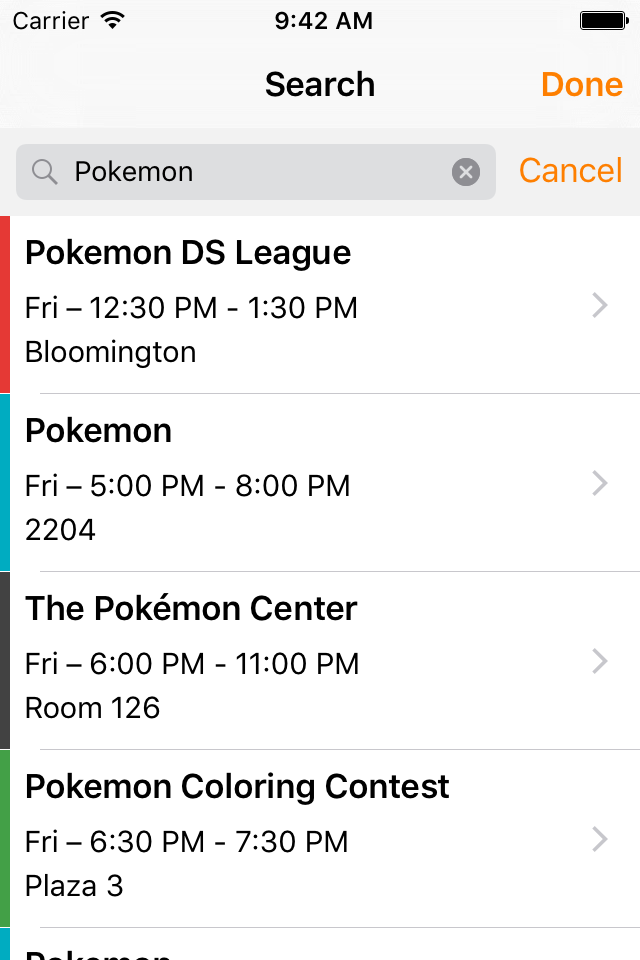 Carrier 9:42 AM
Search Done
Pokemon Cancel
Pokemon DS League
Fri – 12:30 PM - 1:30 PM
Bloomington
Pokemon
Fri – 5:00 PM - 8:00 PM
2204
The Pokémon Center
Fri – 6:00 PM - 11:00 PM
Room 126
Pokemon Coloring Contest
Fri – 6:30 PM - 7:30 PM
Plaza 3
Pokemon